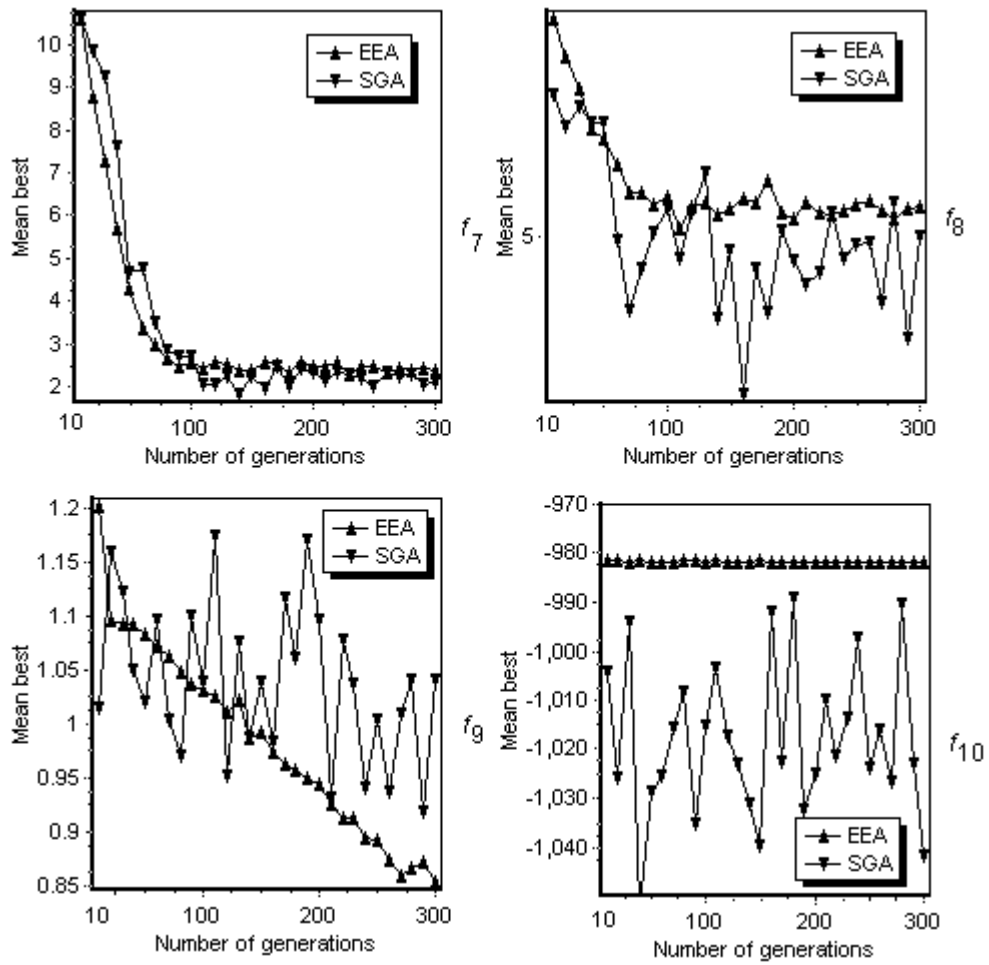 10
9
8
7
6
5
4
3
2
Mean best
EEA
SGA
10
100
200
300
Number of generations
f7
5
Mean best
EEA
SGA
10
100
200
300
Number of generations
f8
1.2
1.15
1.1
1.05
1
0.95
0.9
0.85
Mean best
EEA
SGA
10
100
200
300
Number of generations
f9
-970
-980
-990
-1,000
-1,010
-1,020
-1,030
-1,040
Mean best
EEA
SGA
10
100
200
300
Number of generations
f10